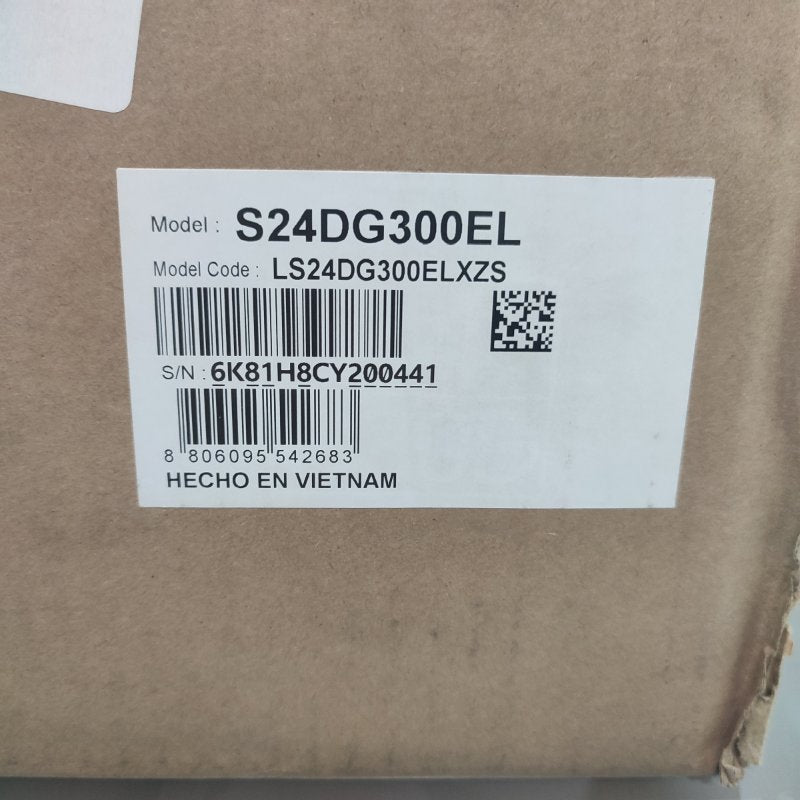 Model : S24DG300EL
Model Code : LS24DG300ELXZS
S/N : 6K81H8CY200441
8 806095 542683
HECHO EN VIETNAM